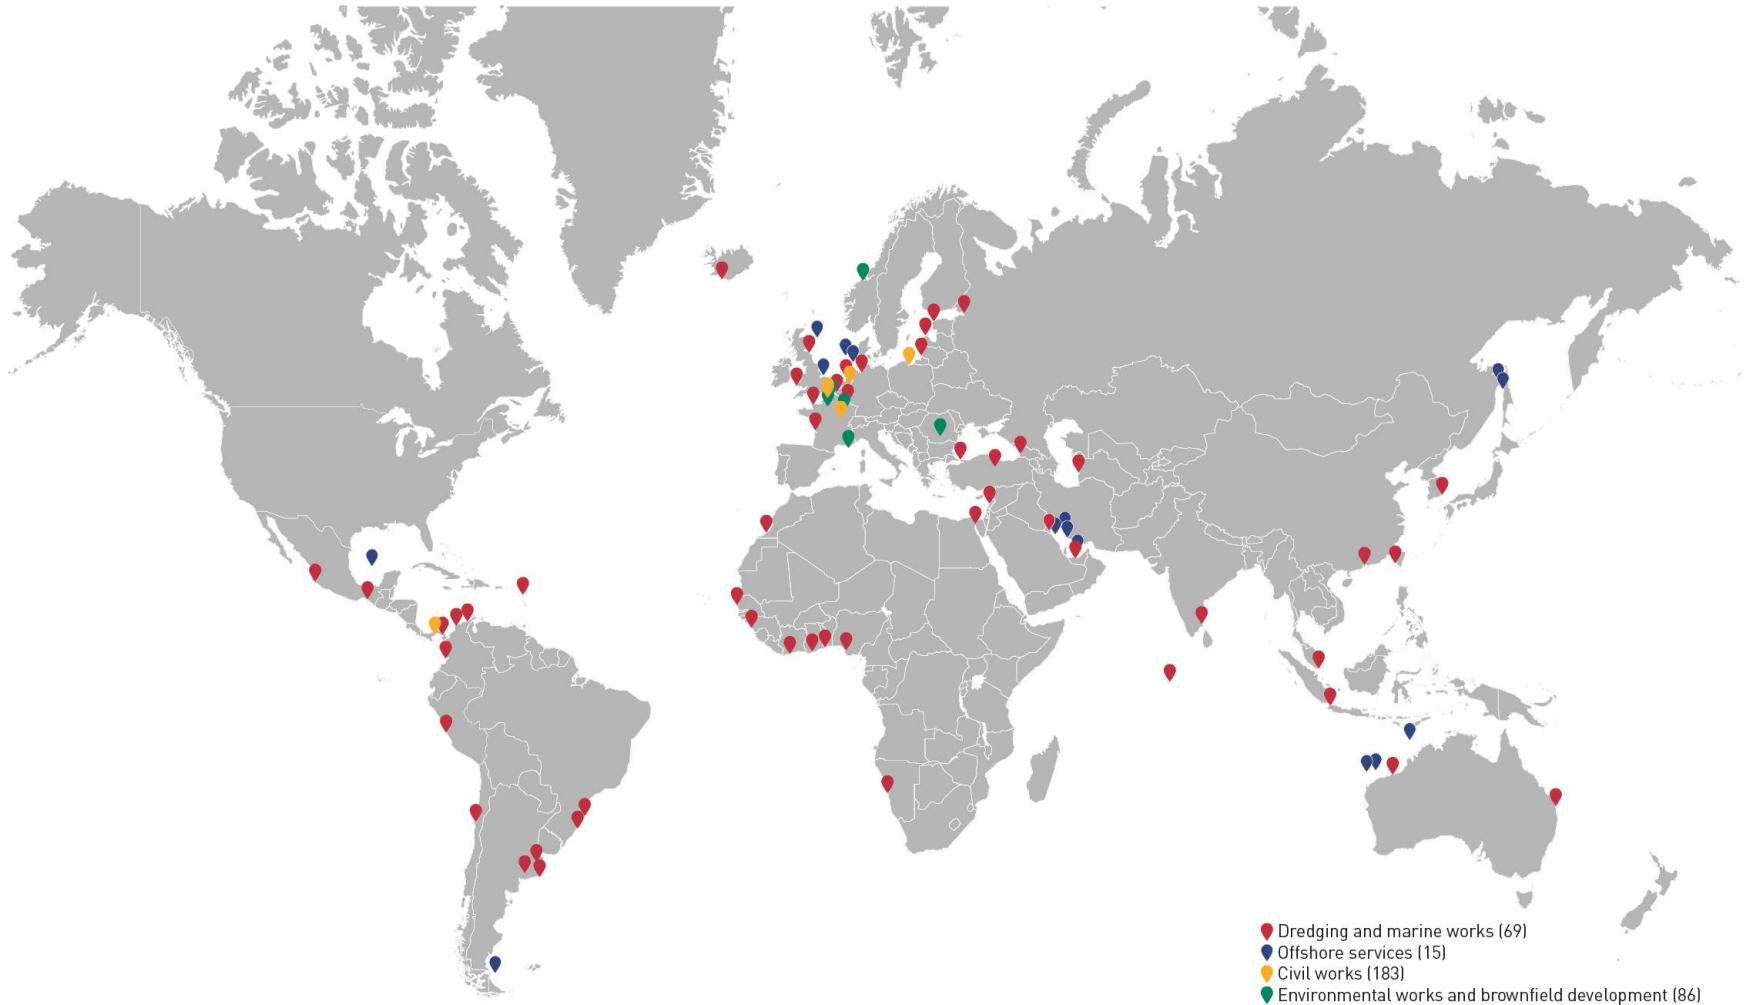 Dredging and marine works (69)
Offshore services (15)
Civil works (183)
Environmental works and brownfield development (86)